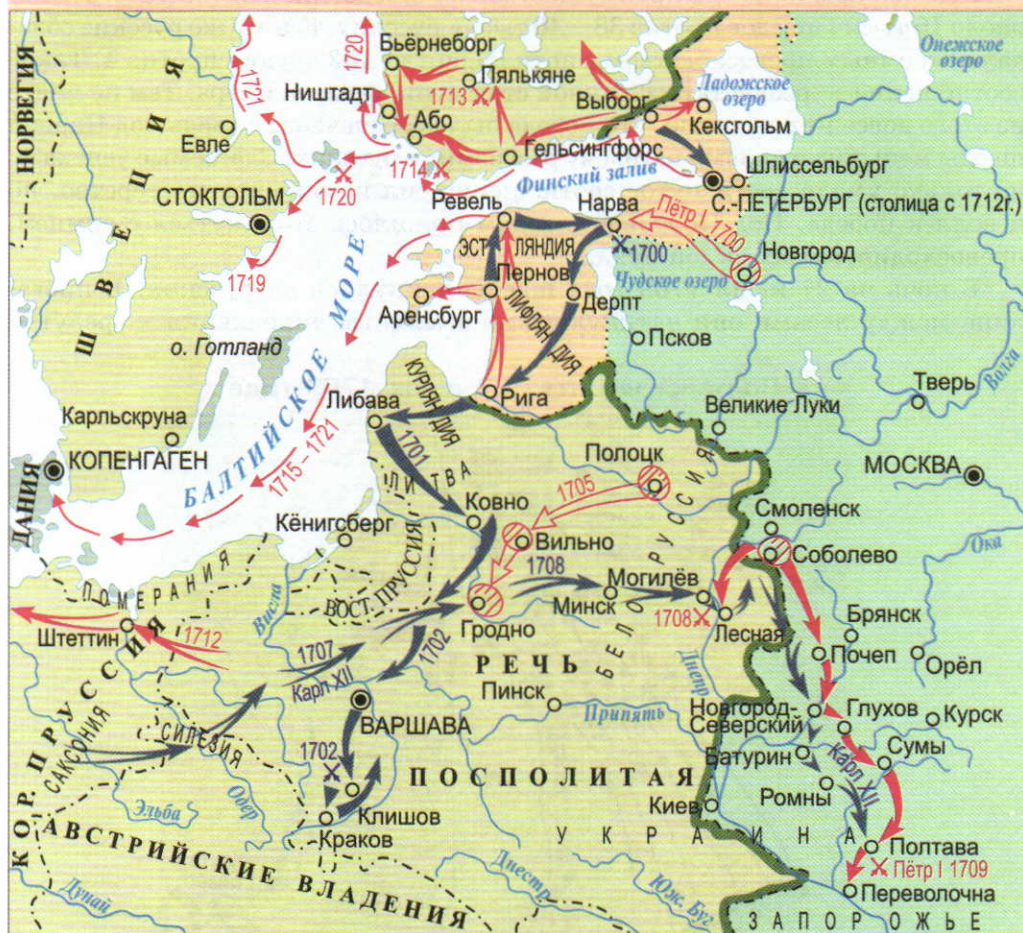 НОРВЕГИЯ
ШВЕЦИЯ
1721
1720
Бьёрнеборг
Пялькяне
1713
Ништадт
Або
Евле
1714
1720
СТОКГОЛЬМ
1719
Выборг
Ладожское
озеро
Онежское
озеро
Кексгольм
Гельсингфорс
Шлиссельбург
Финский залив
С.-ПЕТЕРБУРГ (столица с 1712г.)
Ревель
Нарва
Пётр I 1700
1700
Новгород
ЭСТЛЯНДИЯ
Пернов
Чудское озеро
Дерпт
Аренсбург
ЛИФЛЯНДИЯ
Псков
о. Готланд
БАЛТИЙСКОЕ МОРЕ
КУРЛЯНДИЯ
Рига
Тверь
Волга
Либава
Великие Луки
Карльскруна
КОПЕНГАГЕН
ДАНИЯ
1715 – 1721
1701
ЛИТВА
Полоцк
1705
МОСКВА
Ковно
Смоленск
Кёнигсберг
Вильно
Соболево
Ока
ПОМЕРАНИЯ
Висла
ВОСТ. ПРУССИЯ
1708
Могилёв
БЕЛОРУССИЯ
Минск
Гродно
1708
Лесная
Брянск
Штеттин
1712
1707
Карл XII
1702
РЕЧЬ
Днепр
Почеп
Орёл
КОР. ПРУССИЯ
САКСОНИЯ
СИЛЕЗИЯ
ВАРШАВА
Пинск
Припять
Новгород-
Северский
Глухов
Курск
1702
ПОСПОЛИТАЯ
Батурин
Карл XII
Сумы
Эльба
Одер
Клишов
Киев
Ромны
Краков
УКРАИНА
АВСТРИЙСКИЕ ВЛАДЕНИЯ
Полтава
Пётр I 1709
Дунай
Днестр
Юж. Буг
Переволочна
ЗАПОРОЖЬЕ